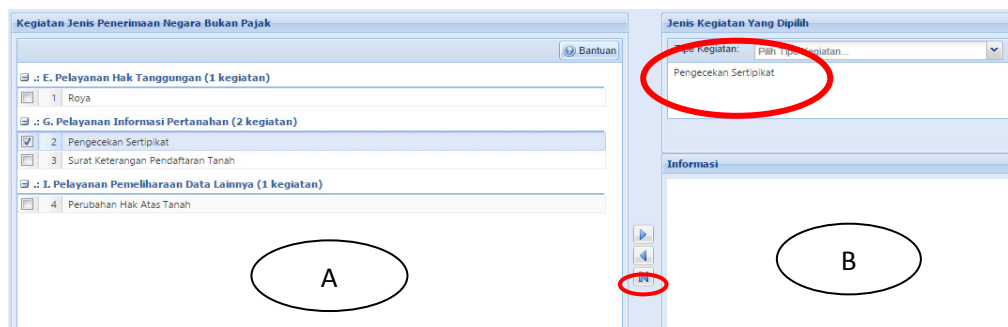 Kegiatan Jenis Penerimaan Negara Bukan Pajak
Bantuan
.: E. Pelayanan Hak Tanggungan (1 kegiatan)
1 Roya
.: G. Pelayanan Informasi Pertanahan (2 kegiatan)
2 Pengecekan Sertipikat
3 Surat Keterangan Pendaftaran Tanah
.: I. Pelayanan Pemeliharaan Data Lainnya (1 kegiatan)
4 Perubahan Hak Atas Tanah
A
Jenis Kegiatan Yang Dipilih
Tipe Kegiatan: Pilih Tipe Kegiatan...
Pengecekan Sertipikat
Informasi
B